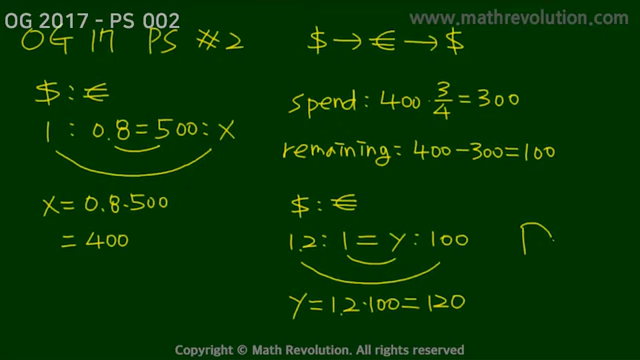 OG 2017 - PS 002
www.mathrevolution.com
OG 17 PS #2
$ → € → $
$ : €
1 : 0.8 = 500 : x
x = 0.8 · 500
= 400
spend : 400 · 3/4 = 300
remaining : 400 - 300 = 100
$ : €
1.2 : 1 = y : 100
y = 1.2 · 100 = 120
Copyright © Math Revolution. All rights reserved